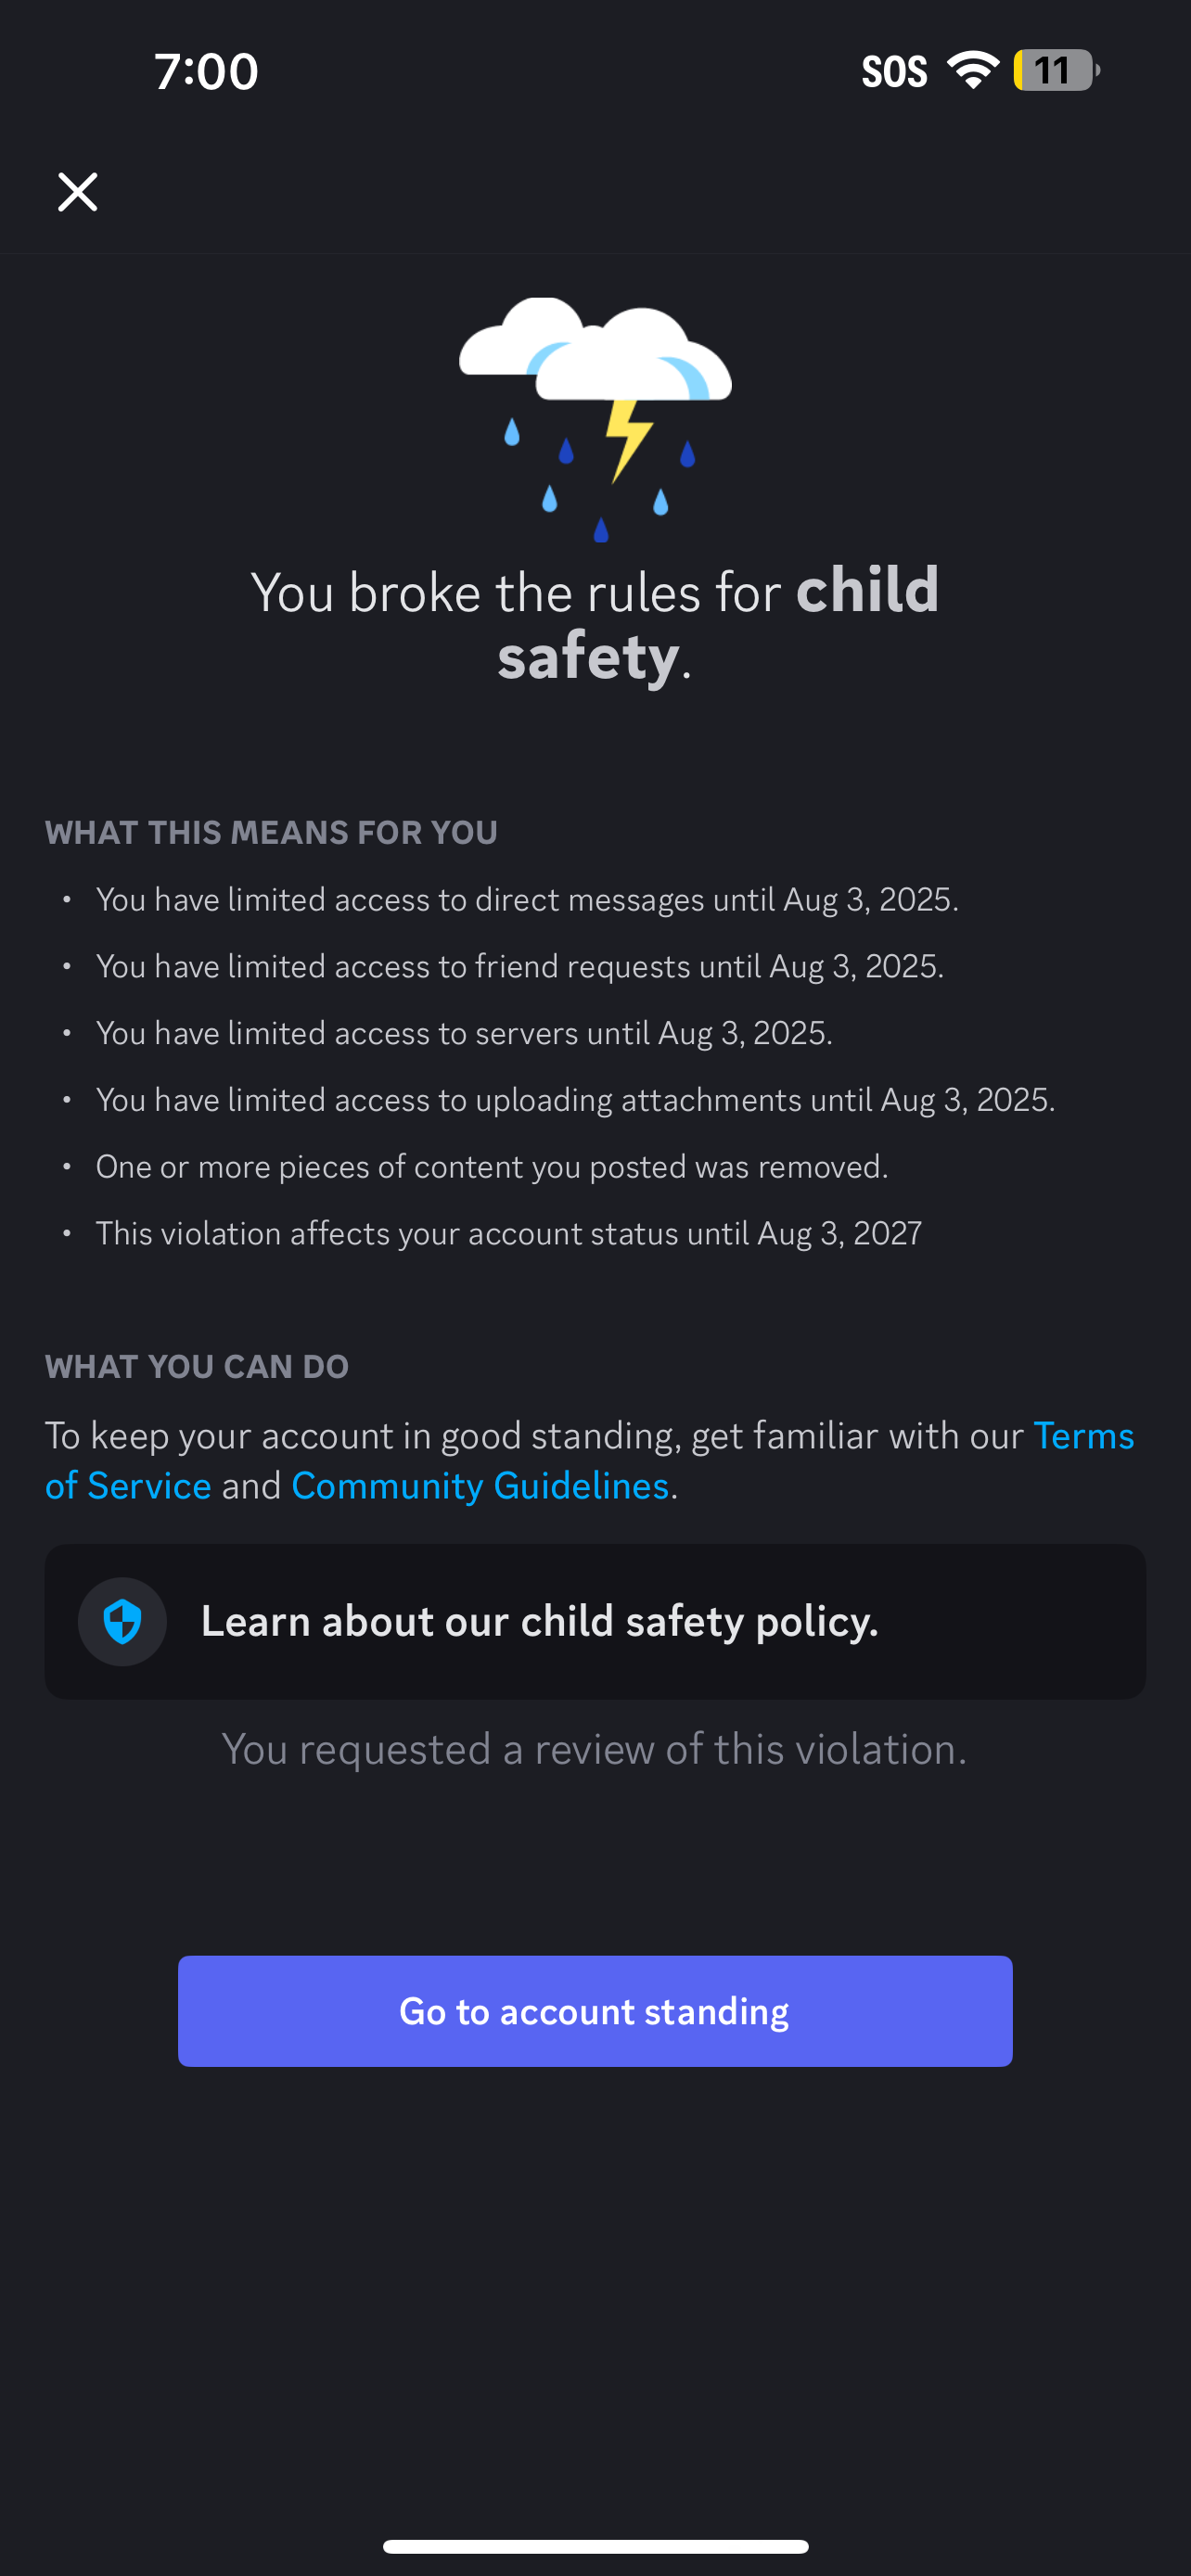 7:00
SOS
11
You broke the rules for child
safety.
WHAT THIS MEANS FOR YOU
• You have limited access to direct messages until Aug 3, 2025.
• You have limited access to friend requests until Aug 3, 2025.
• You have limited access to servers until Aug 3, 2025.
• You have limited access to uploading attachments until Aug 3, 2025.
• One or more pieces of content you posted was removed.
• This violation affects your account status until Aug 3, 2027
WHAT YOU CAN DO
To keep your account in good standing, get familiar with our Terms
of Service and Community Guidelines.
Learn about our child safety policy.
You requested a review of this violation.
Go to account standing